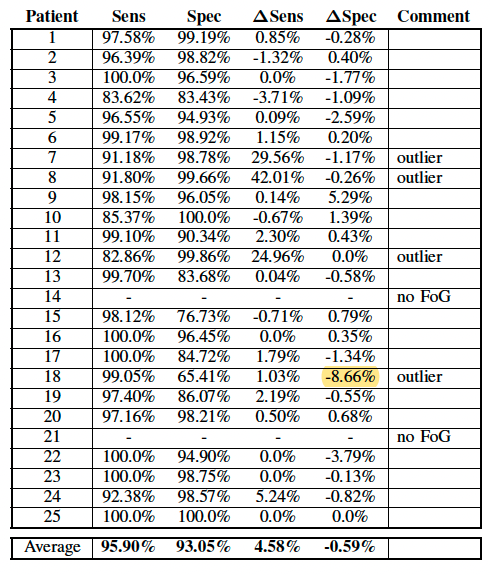 Patient Sens Spec ΔSens ΔSpec Comment
1 97.58% 99.19% 0.85% -0.28%
2 96.39% 98.82% -1.32% 0.40%
3 100.0% 96.59% 0.0% -1.77%
4 83.62% 83.43% -3.71% -1.09%
5 96.55% 94.93% 0.09% -2.59%
6 99.17% 98.92% 1.15% 0.20%
7 91.18% 98.78% 29.56% -1.17% outlier
8 91.80% 99.66% 42.01% -0.26% outlier
9 98.15% 96.05% 0.14% 5.29%
10 85.37% 100.0% -0.67% 1.39%
11 99.10% 90.34% 2.30% 0.43%
12 82.86% 99.86% 24.96% 0.0% outlier
13 99.70% 83.68% 0.04% -0.58%
14 - - - - no FoG
15 98.12% 76.73% -0.71% 0.79%
16 100.0% 96.45% 0.0% 0.35%
17 100.0% 84.72% 1.79% -1.34%
18 99.05% 65.41% 1.03% -8.66% outlier
19 97.40% 86.07% 2.19% -0.55%
20 97.16% 98.21% 0.50% 0.68%
21 - - - - no FoG
22 100.0% 94.90% 0.0% -3.79%
23 100.0% 98.75% 0.0% -0.13%
24 92.38% 98.57% 5.24% -0.82%
25 100.0% 100.0% 0.0% 0.0%
Average 95.90% 93.05% 4.58% -0.59%